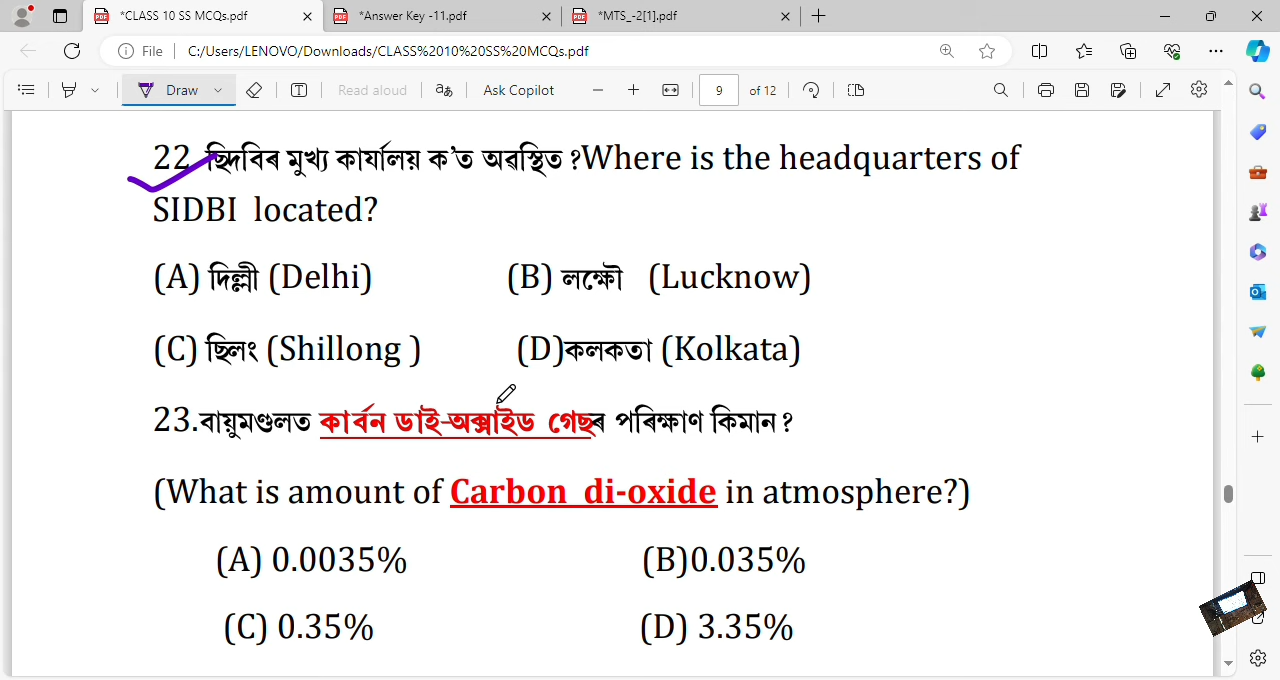 *CLASS 10 SS MCQs.pdf
*Answer Key -11.pdf
*MTS_-2[1].pdf
File
C:/Users/LENOVO/Downloads/CLASS%2010%20SS%20MCQs.pdf
Draw
Read aloud
Ask Copilot
9
of 12
22 ছিদবিৰ মুখ্য কাৰ্যালয় ক'ত অৱস্থিত ?Where is the headquarters of
SIDBI located?
(A) দিল্লী (Delhi) (B) লক্ষ্ণৌ (Lucknow)
(C) ছিলং (Shillong ) (D)কলকতা (Kolkata)
23.বায়ুমণ্ডলত কাৰ্বন ডাই-অক্সাইড গেছৰ পৰিক্ষাণ কিমান ?
(What is amount of Carbon di-oxide in atmosphere?)
(A) 0.0035% (B)0.035%
(C) 0.35% (D) 3.35%